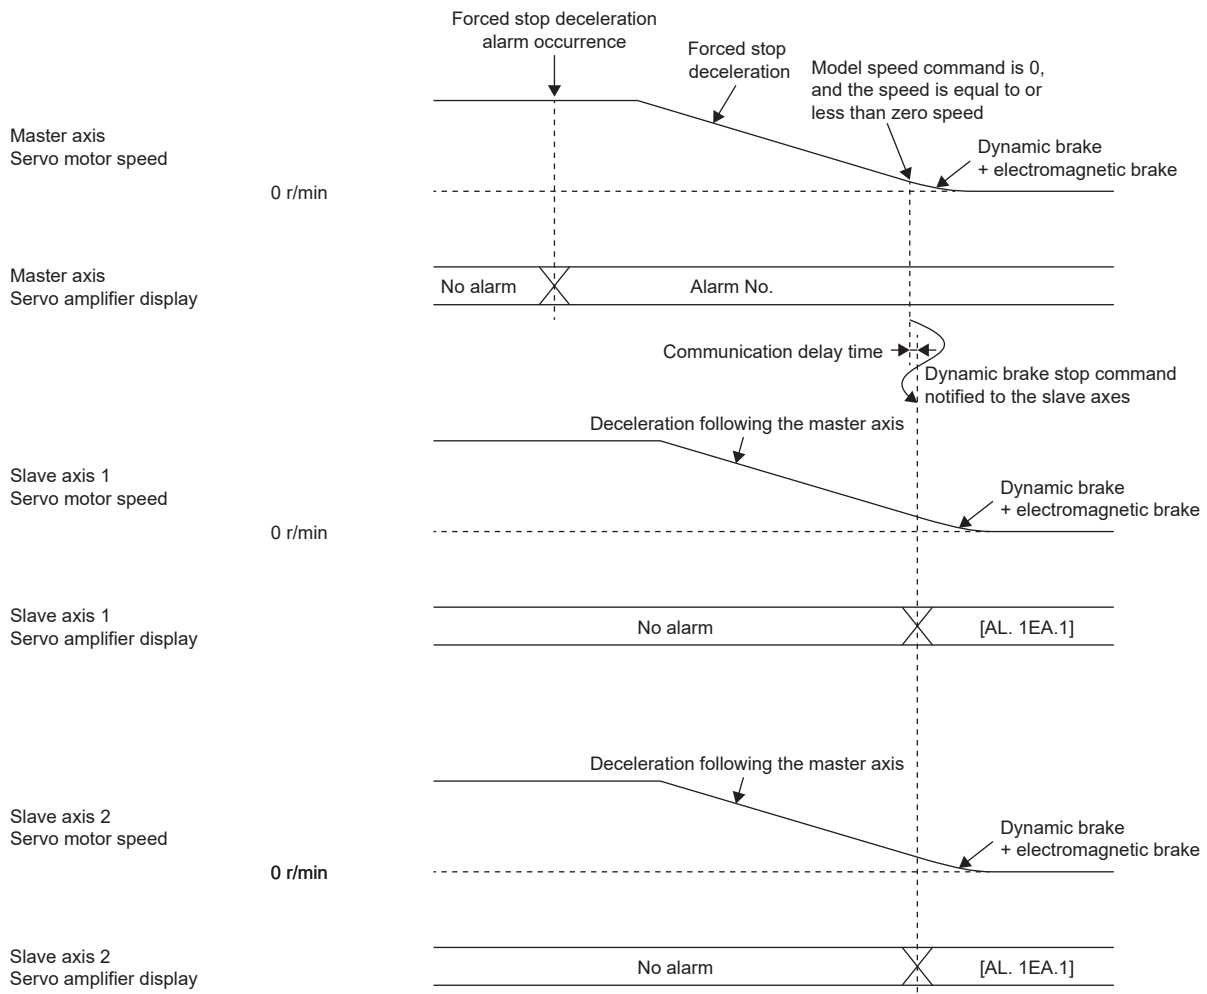 Forced stop deceleration
alarm occurrence
Forced stop
deceleration
Model speed command is 0,
and the speed is equal to or
less than zero speed
Dynamic brake
+ electromagnetic brake
Master axis
Servo motor speed
0 r/min
Master axis
Servo amplifier display
No alarm
Alarm No.
Communication delay time
Dynamic brake stop command
notified to the slave axes
Deceleration following the master axis
Slave axis 1
Servo motor speed
Dynamic brake
+ electromagnetic brake
0 r/min
Slave axis 1
Servo amplifier display
No alarm
[AL. 1EA.1]
Deceleration following the master axis
Slave axis 2
Servo motor speed
Dynamic brake
+ electromagnetic brake
0 r/min
Slave axis 2
Servo amplifier display
No alarm
[AL. 1EA.1]